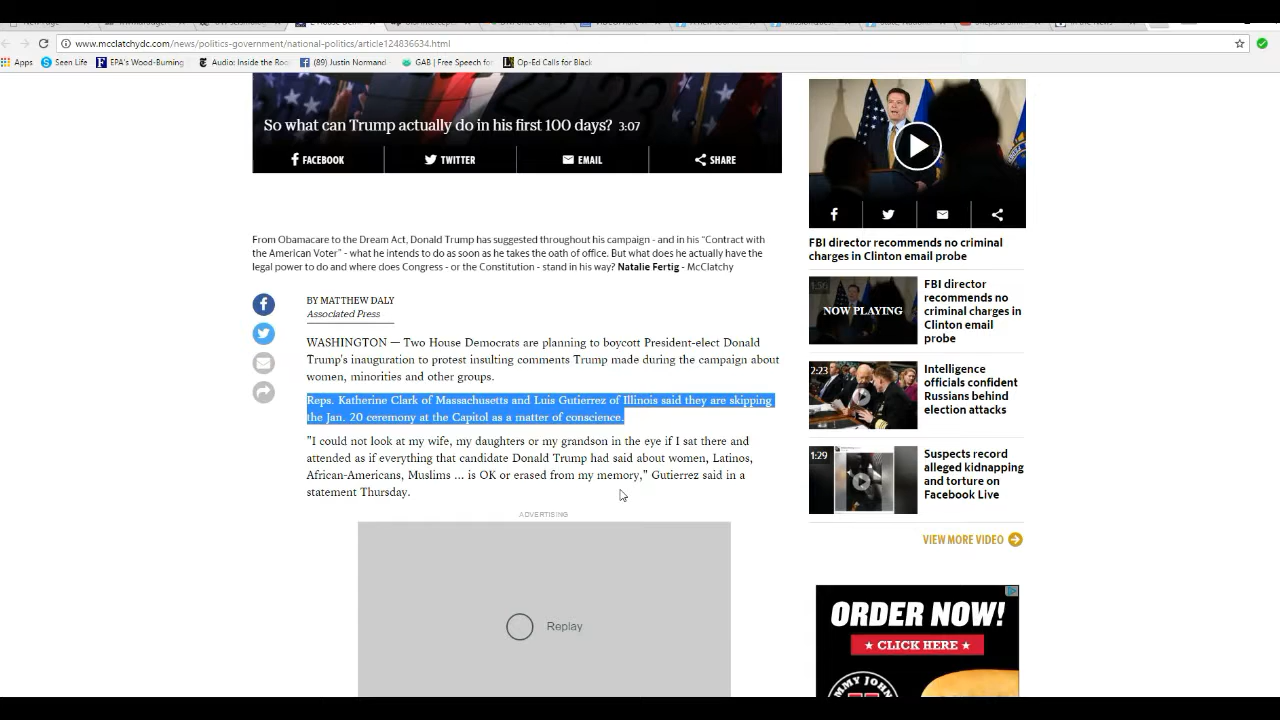 www.mcclatchydc.com/news/politics-government/national-politics/article124836634.html
Apps Seen Life EPA's Wood-Burning Audio: Inside the Roo (89) Justin Normand GAB | Free Speech fo Op-Ed Calls for Black
So what can Trump actually do in his first 100 days? 3:07
FACEBOOK TWITTER EMAIL SHARE
From Obamacare to the Dream Act, Donald Trump has suggested throughout his campaign - and in his “Contract with
the American Voter” - what he intends to do as soon as he takes the oath of office. But what does he actually have the
legal power to do and where does Congress - or the Constitution - stand in his way? Natalie Fertig - McClatchy
BY MATTHEW DALY
Associated Press
WASHINGTON — Two House Democrats are planning to boycott President-elect Donald
Trump's inauguration to protest insulting comments Trump made during the campaign about
women, minorities and other groups.
Reps. Katherine Clark of Massachusetts and Luis Gutierrez of Illinois said they are skipping
the Jan. 20 ceremony at the Capitol as a matter of conscience.
"I could not look at my wife, my daughters or my grandson in the eye if I sat there and
attended as if everything that candidate Donald Trump had said about women, Latinos,
African-Americans, Muslims ... is OK or erased from my memory," Gutierrez said in a
statement Thursday.
ADVERTISING
Replay
FBI director recommends no criminal
charges in Clinton email probe
1:56
NOW PLAYING
FBI director
recommends no
criminal charges in
Clinton email
probe
2:23
Intelligence
officials confident
Russians behind
election attacks
1:29
Suspects record
alleged kidnapping
and torture on
Facebook Live
VIEW MORE VIDEO
ORDER NOW!
★ CLICK HERE ★
MMY JOHN